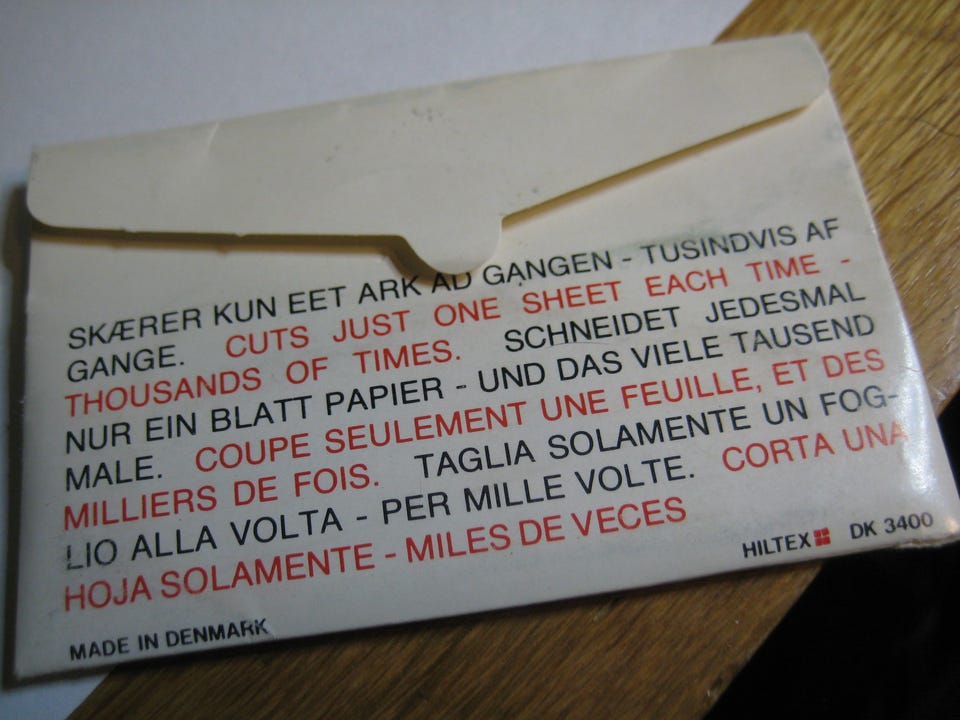 SKÆRER KUN EET ARK AD GANGEN - TUSINDVIS AF
GANGE. CUTS JUST ONE SHEET EACH TIME -
THOUSANDS OF TIMES. SCHNEIDET JEDESMAL
NUR EIN BLATT PAPIER - UND DAS VIELE TAUSEND
MALE. COUPE SEULEMENT UNE FEUILLE, ET DES
MILLIERS DE FOIS. TAGLIA SOLAMENTE UN FOG-
LIO ALLA VOLTA - PER MILLE VOLTE. CORTA UNA
HOJA SOLAMENTE - MILES DE VECES
HILTEX DK 3400
MADE IN DENMARK